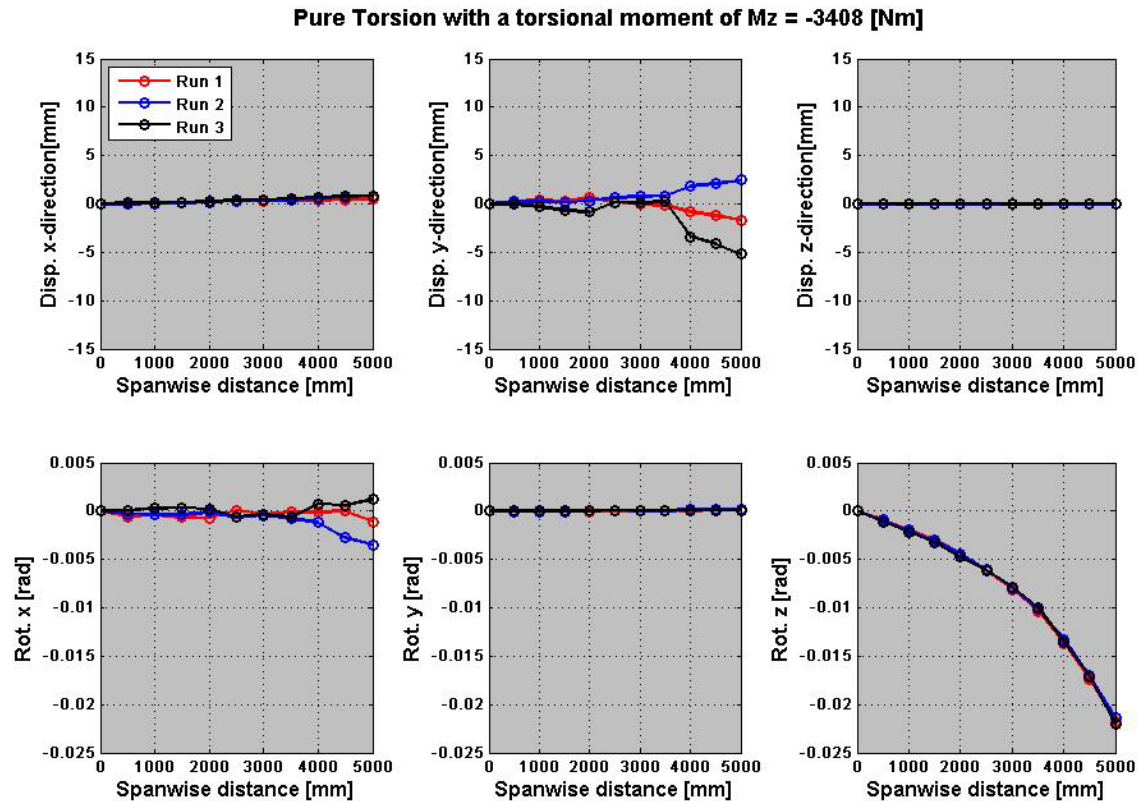 Pure Torsion with a torsional moment of Mz = -3408 [Nm]
Disp. x-direction[mm]
15
10
5
0
-5
-10
-15
Run 1
Run 2
Run 3
0 1000 2000 3000 4000 5000
Spanwise distance [mm]
Disp. y-direction[mm]
15
10
5
0
-5
-10
-15
0 1000 2000 3000 4000 5000
Spanwise distance [mm]
Disp. z-direction[mm]
15
10
5
0
-5
-10
-15
0 1000 2000 3000 4000 5000
Spanwise distance [mm]
Rot. x [rad]
0.005
0
-0.005
-0.01
-0.015
-0.02
-0.025
0 1000 2000 3000 4000 5000
Spanwise distance [mm]
Rot. y [rad]
0.005
0
-0.005
-0.01
-0.015
-0.02
-0.025
0 1000 2000 3000 4000 5000
Spanwise distance [mm]
Rot. z [rad]
0.005
0
-0.005
-0.01
-0.015
-0.02
-0.025
0 1000 2000 3000 4000 5000
Spanwise distance [mm]